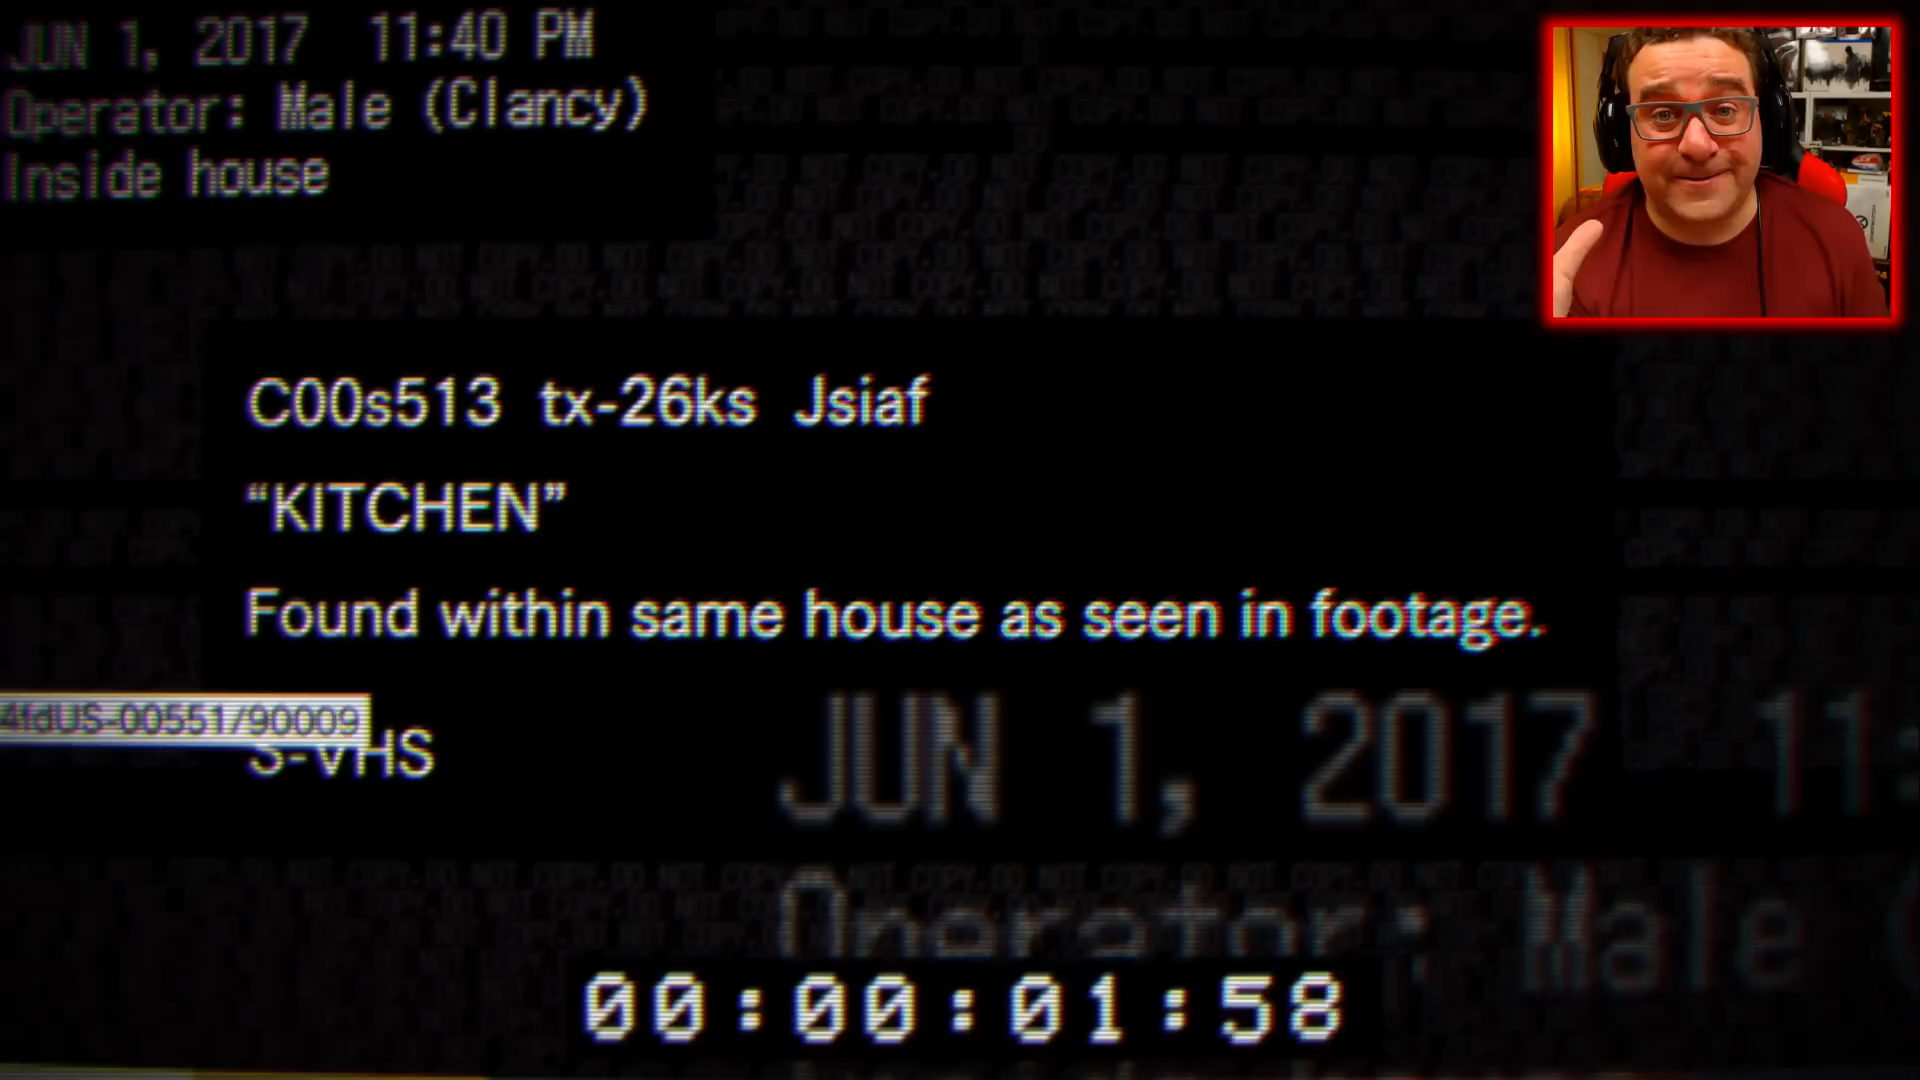 JUN 1, 2017 11:40 PM
Operator: Male (Clancy)
Inside house
C00s513 tx-26ks Jsiaf
“KITCHEN”
Found within same house as seen in footage.
4fdUS-00551/90009
S-VHS
JUN 1, 2017 11:
Operator: Male (
00:00:01:58